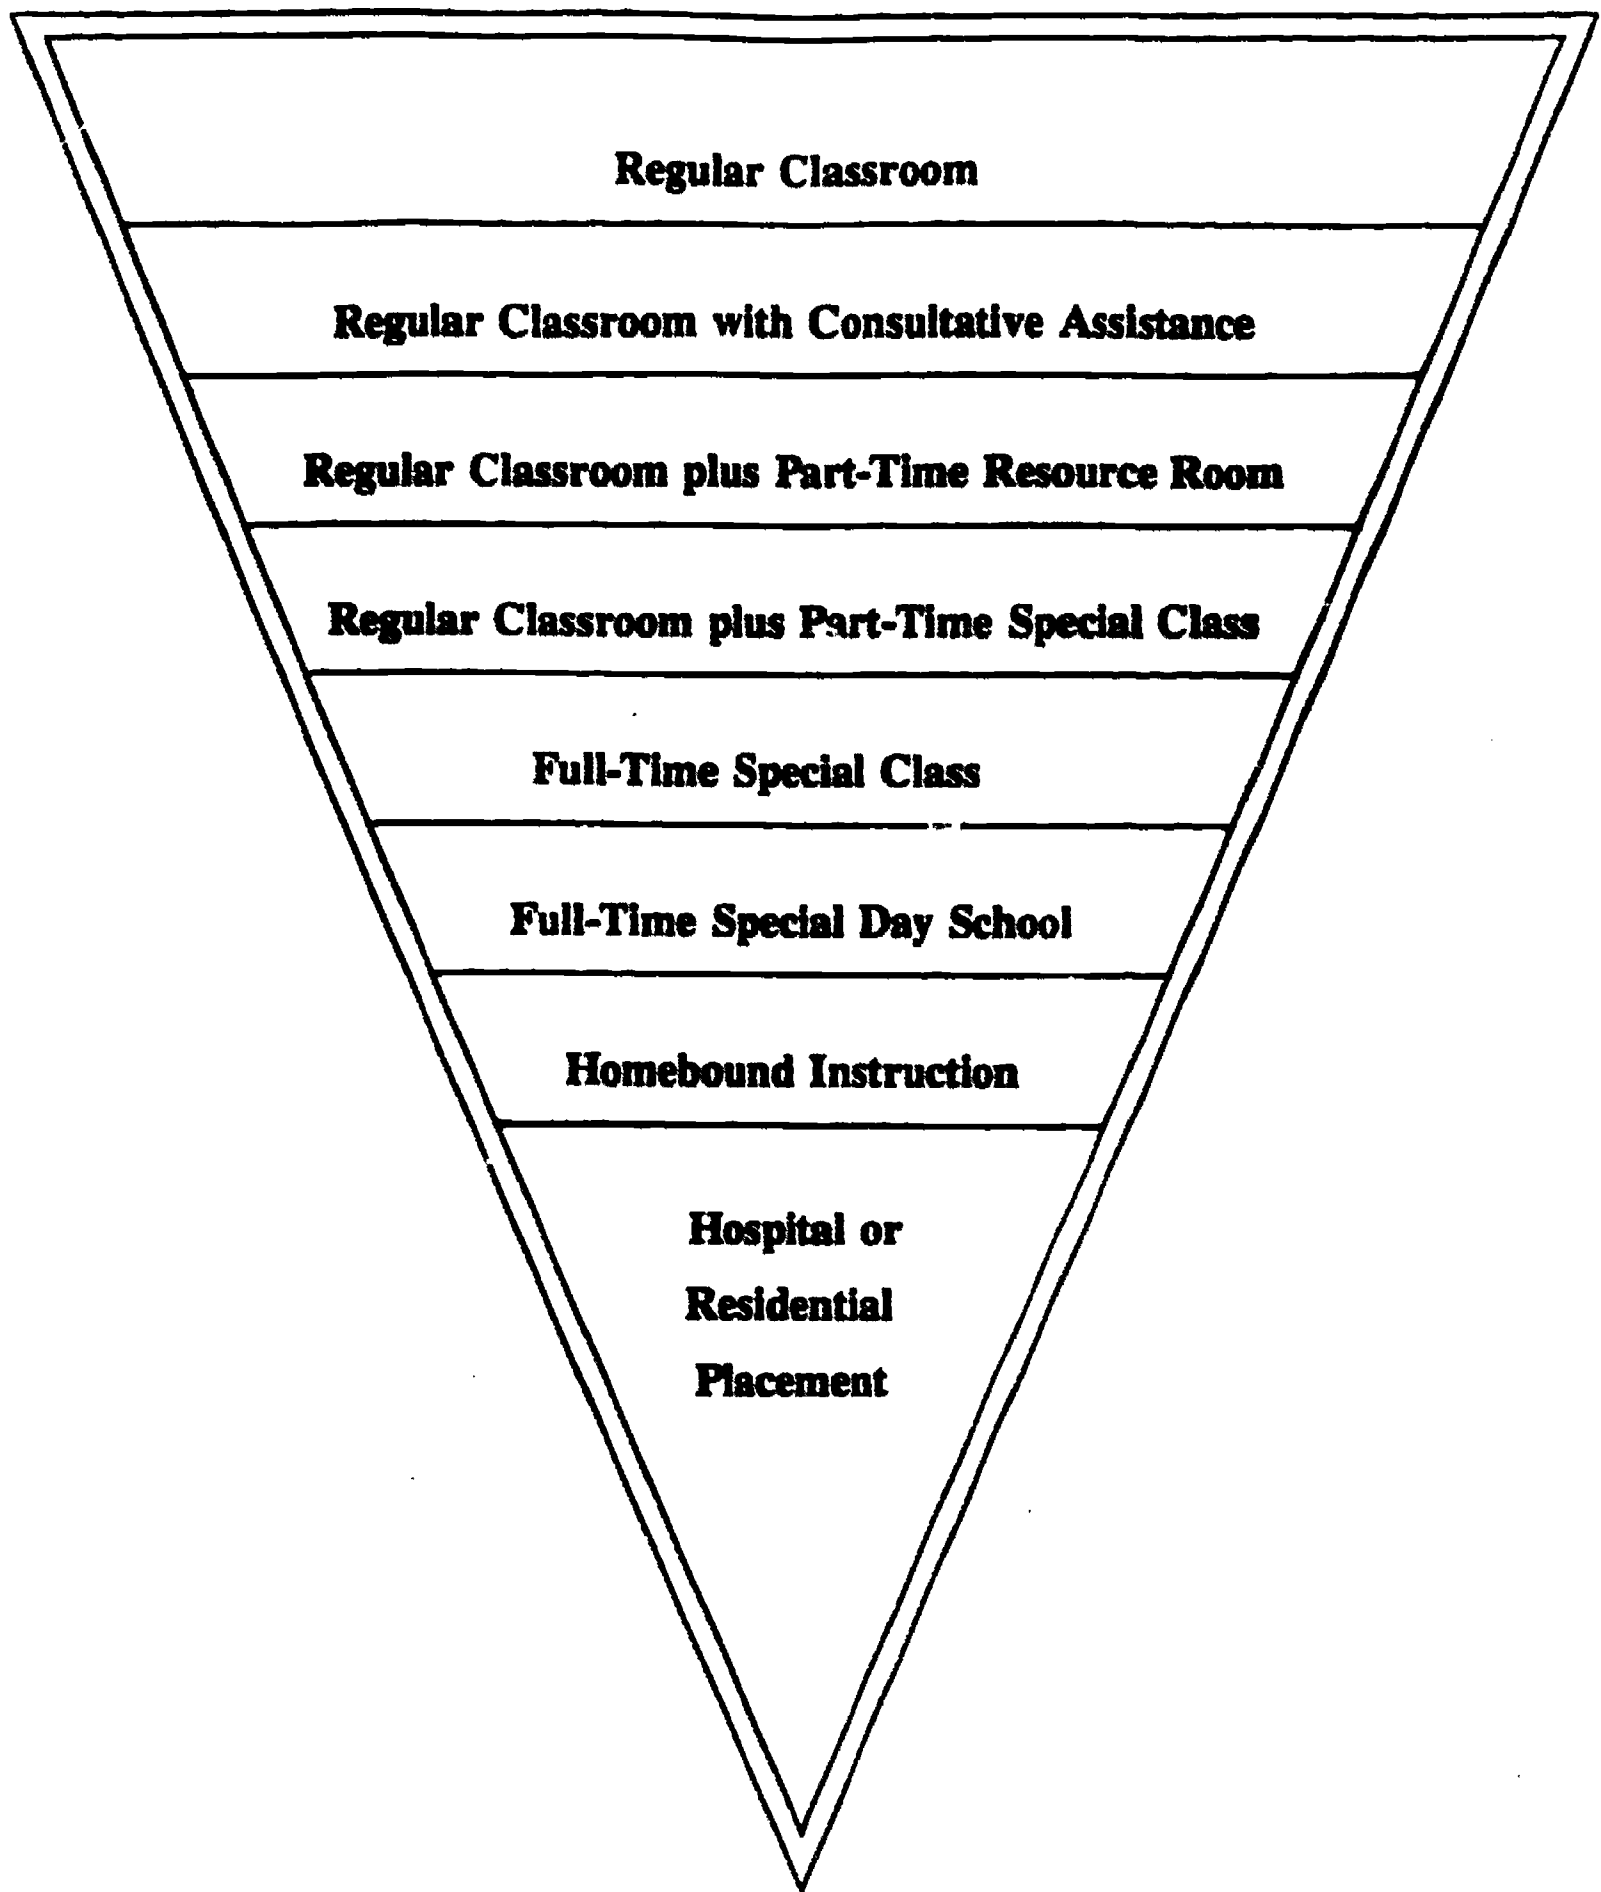 Regular Classroom
Regular Classroom with Consultative Assistance
Regular Classroom plus Part-Time Resource Room
Regular Classroom plus Part-Time Special Class
Full-Time Special Class
Full-Time Special Day School
Homebound Instruction
Hospital or
Residential
Placement